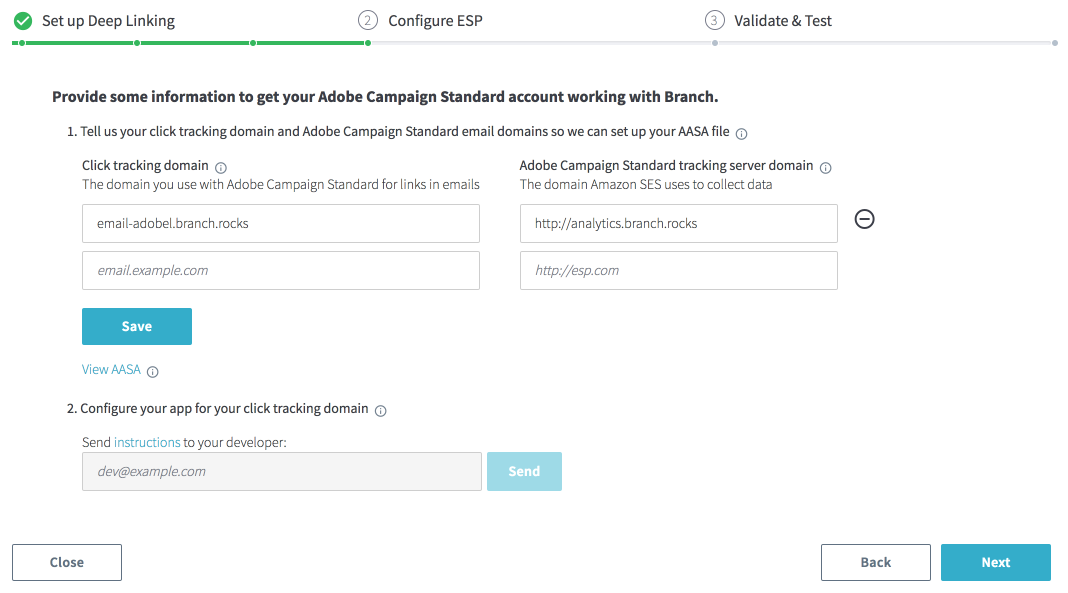 Set up Deep Linking
2 Configure ESP
3 Validate & Test
Provide some information to get your Adobe Campaign Standard account working with Branch.
1. Tell us your click tracking domain and Adobe Campaign Standard email domains so we can set up your AASA file
Click tracking domain
The domain you use with Adobe Campaign Standard for links in emails
Adobe Campaign Standard tracking server domain
The domain Amazon SES uses to collect data
email-adobel.branch.rocks
http://analytics.branch.rocks
email.example.com
http://esp.com
Save
View AASA
2. Configure your app for your click tracking domain
Send instructions to your developer:
dev@example.com
Send
Close
Back
Next